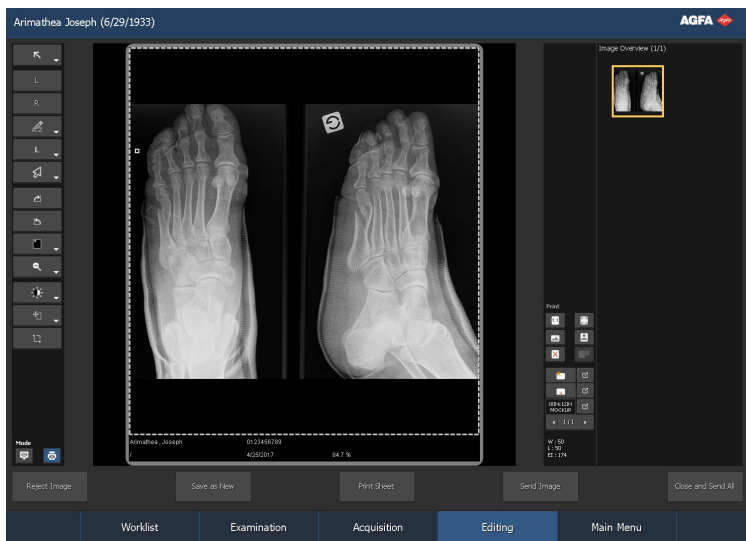 Arimathea Joseph (6/29/1933)
AGFA
Agfa
Image Overview (1/1)
L
R
L
Print
1:1
10IN x 12IN
MOCKUP
1/1
W : 50
L : 50
EI : 174
Mode
Arimathea , Joseph 0123456789
/ 4/25/2017 84.7 %
Reject Image
Save as New
Print Sheet
Send Image
Close and Send All
Worklist
Examination
Acquisition
Editing
Main Menu